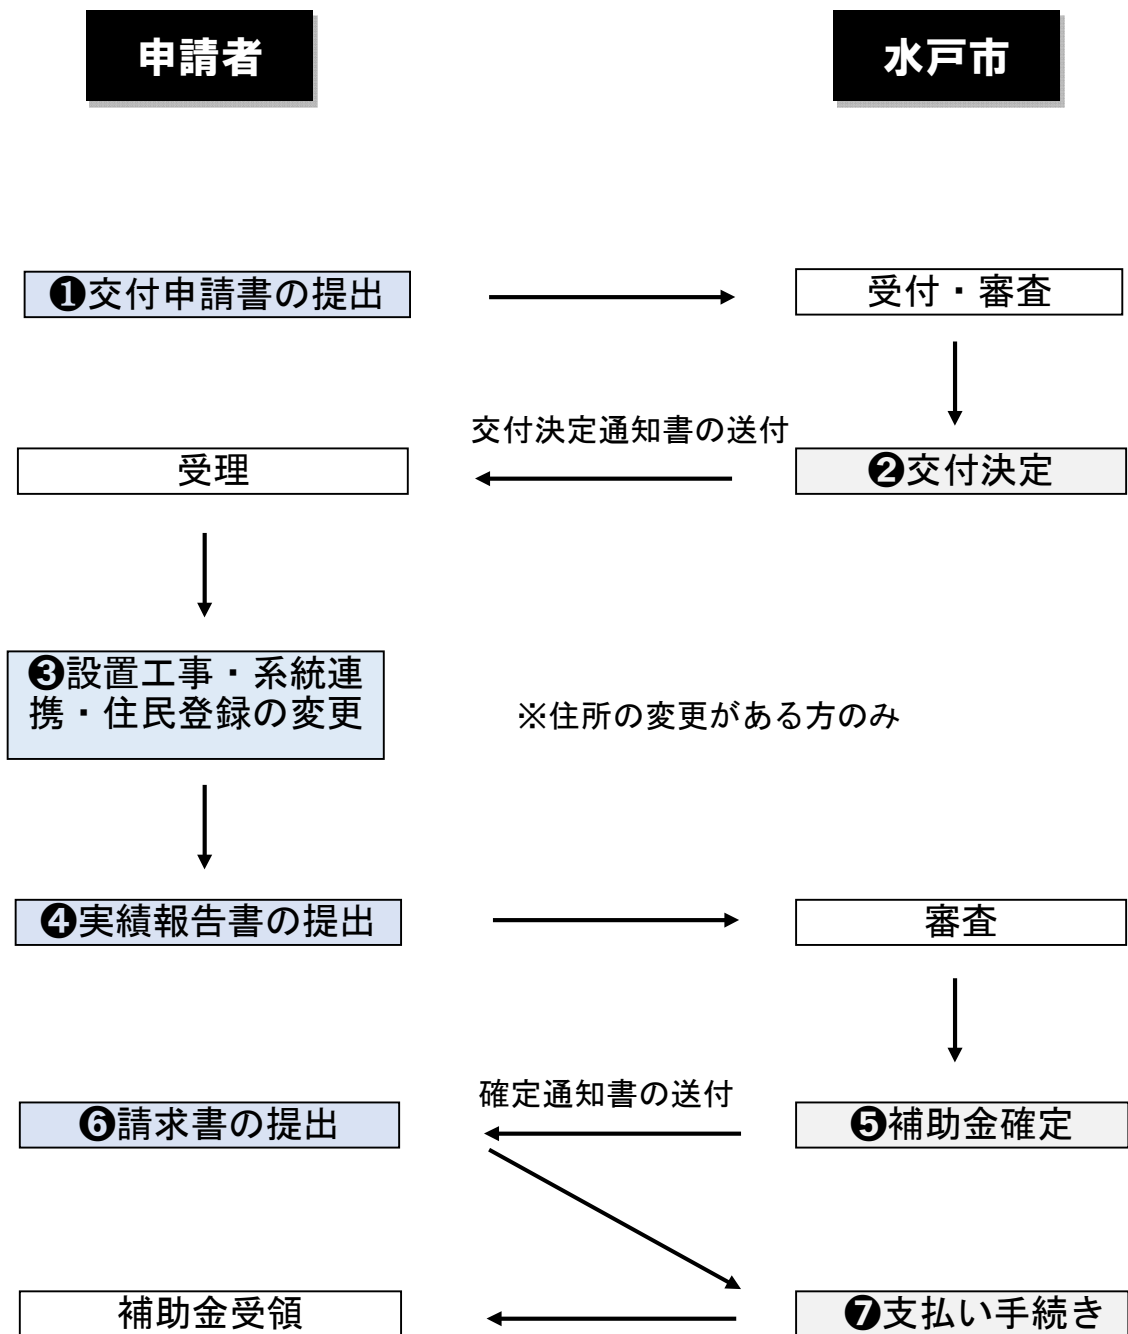 申請者
水戸市
❶交付申請書の提出
受付・審査
交付決定通知書の送付
受理
❷交付決定
❸設置工事・系統連
携・住民登録の変更
※住所の変更がある方のみ
❹実績報告書の提出
審査
確定通知書の送付
❻請求書の提出
❺補助金確定
補助金受領
❼支払い手続き